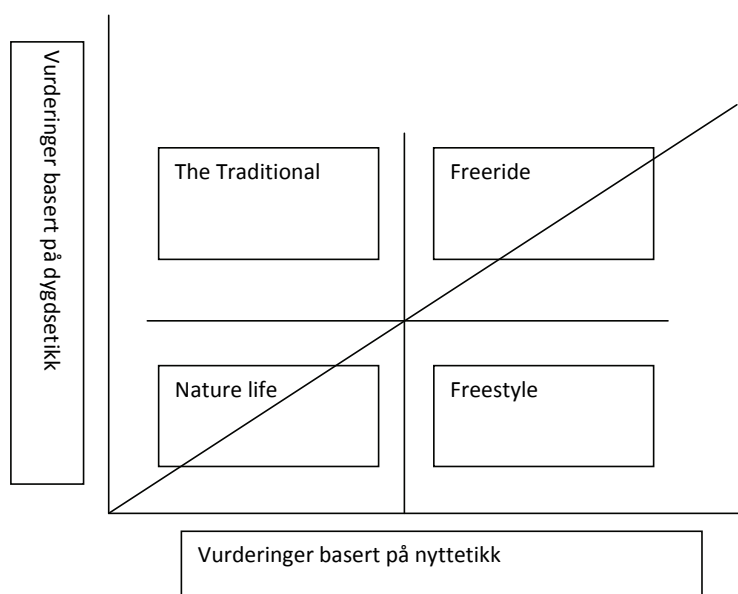 Vurderinger basert på dygdsetikk
The Traditional
Freeride
Nature life
Freestyle
Vurderinger basert på nyttetikk